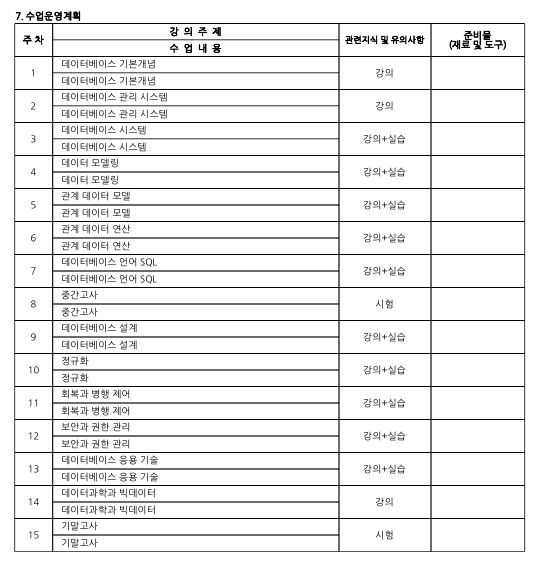 7. 수업운영계획
주 차
강 의 주 제
수 업 내 용
관련지식 및 유의사항
준비물
(재료 및 도구)
1
데이터베이스 기본개념
데이터베이스 기본개념
강의
2
데이터베이스 관리 시스템
데이터베이스 관리 시스템
강의
3
데이터베이스 시스템
데이터베이스 시스템
강의+실습
4
데이터 모델링
데이터 모델링
강의+실습
5
관계 데이터 모델
관계 데이터 모델
강의+실습
6
관계 데이터 연산
관계 데이터 연산
강의+실습
7
데이터베이스 언어 SQL
데이터베이스 언어 SQL
강의+실습
8
중간고사
중간고사
시험
9
데이터베이스 설계
데이터베이스 설계
강의+실습
10
정규화
정규화
강의+실습
11
회복과 병행 제어
회복과 병행 제어
강의+실습
12
보안과 권한 관리
보안과 권한 관리
강의+실습
13
데이터베이스 응용 기술
데이터베이스 응용 기술
강의+실습
14
데이터과학과 빅데이터
데이터과학과 빅데이터
강의
15
기말고사
기말고사
시험